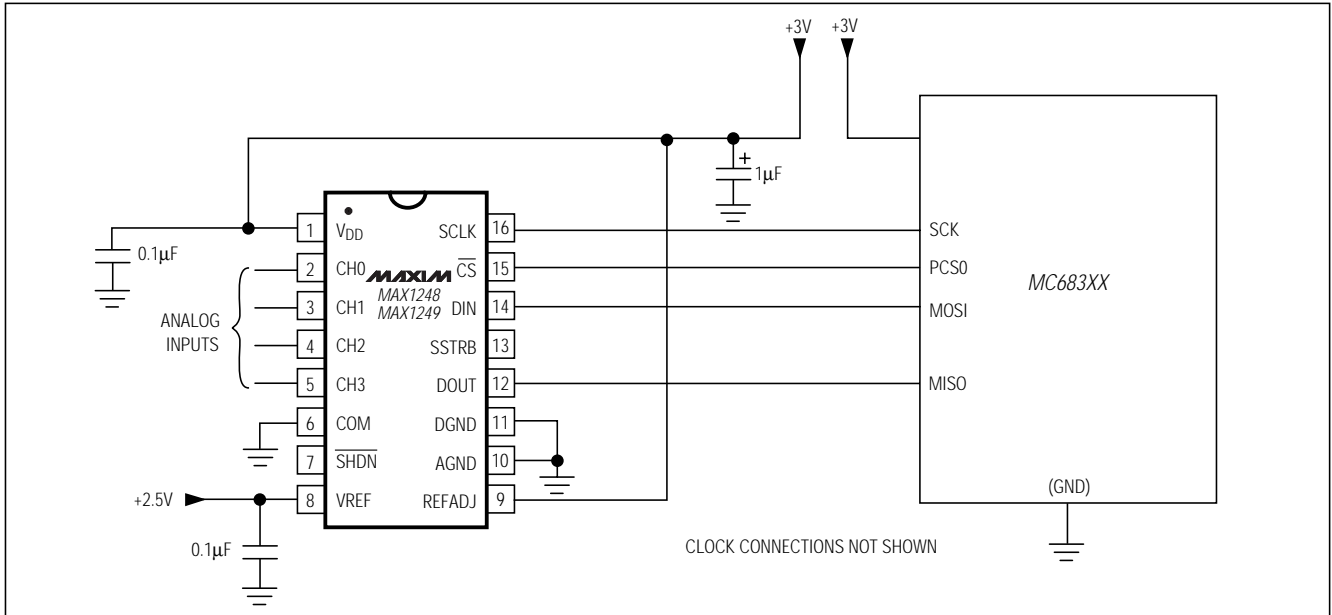 +3V
+3V
+
1μF
0.1μF
1 VDD
SCLK 16
SCK
2 CH0
MAXIM
CS 15
PCS0
MC683XX
3 CH1
MAX1248
MAX1249
DIN 14
MOSI
ANALOG
INPUTS
4 CH2
SSTRB 13
5 CH3
DOUT 12
MISO
6 COM
DGND 11
7 SHDN
AGND 10
+2.5V
8 VREF
REFADJ 9
(GND)
0.1μF
CLOCK CONNECTIONS NOT SHOWN